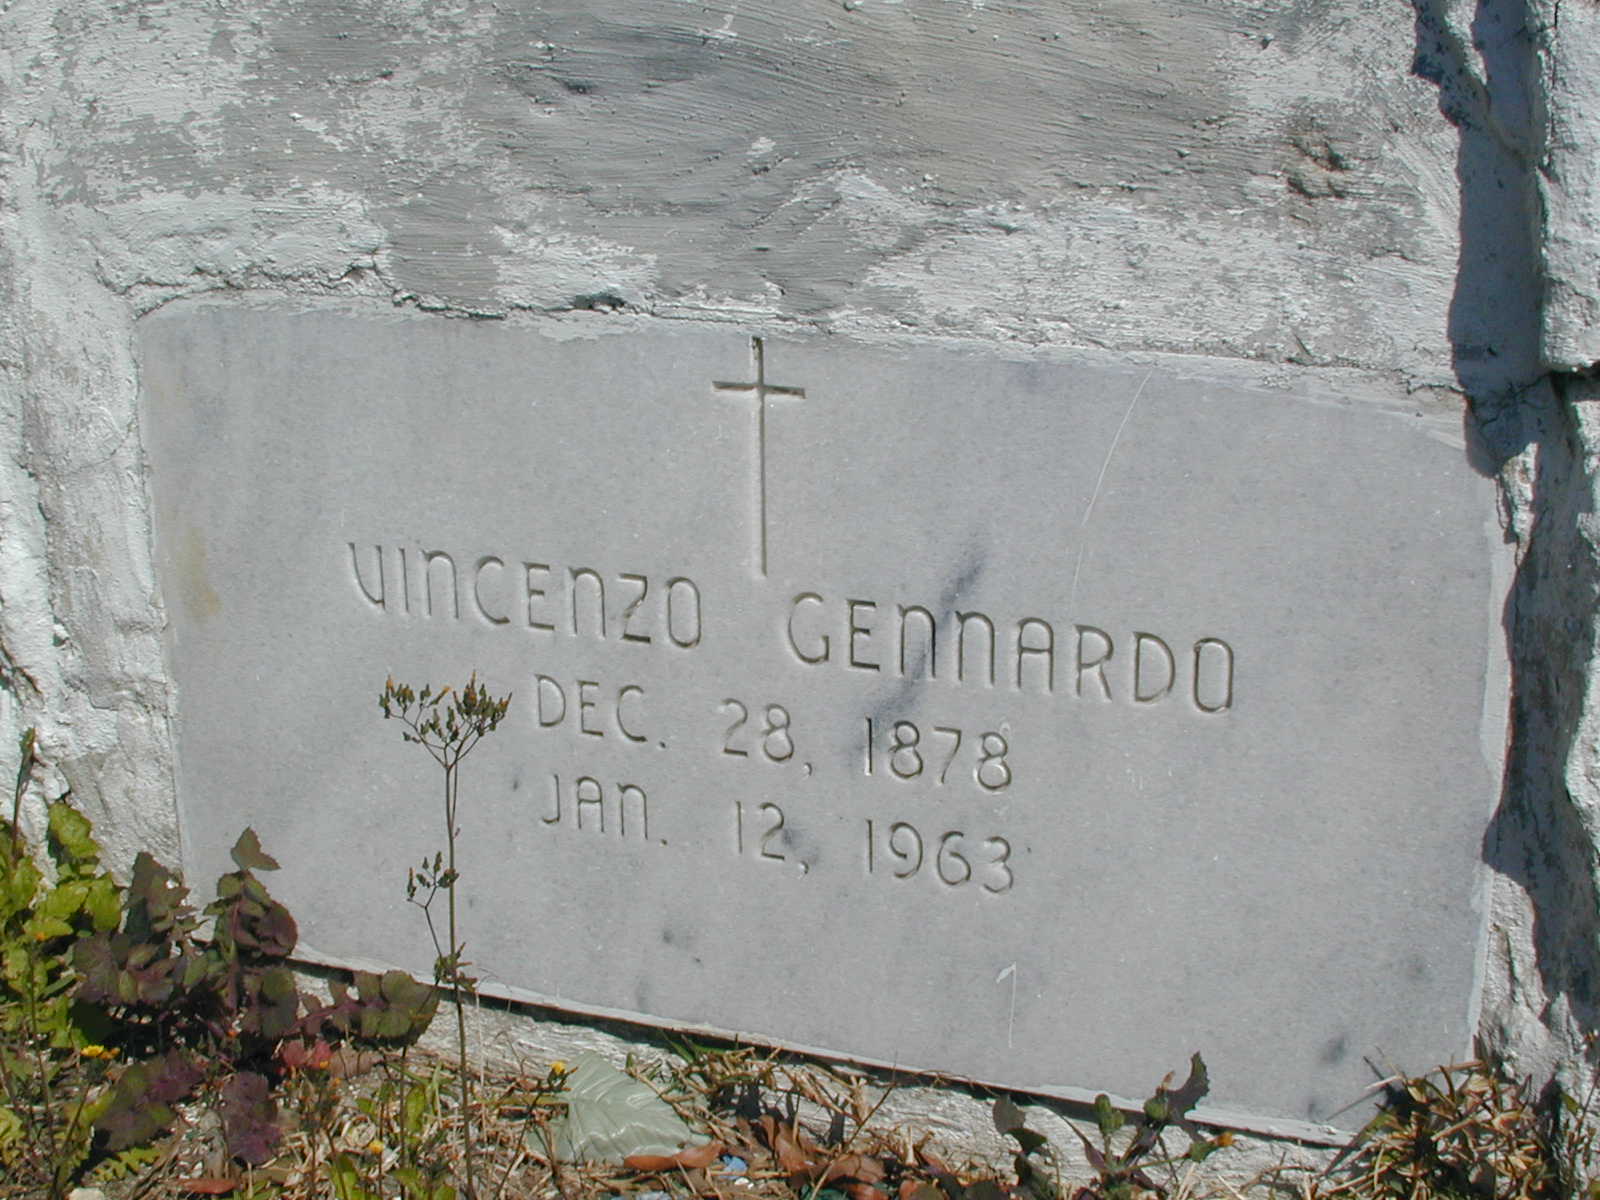 VINCENZO GENNARDO
DEC. 28, 1878
JAN. 12, 1963